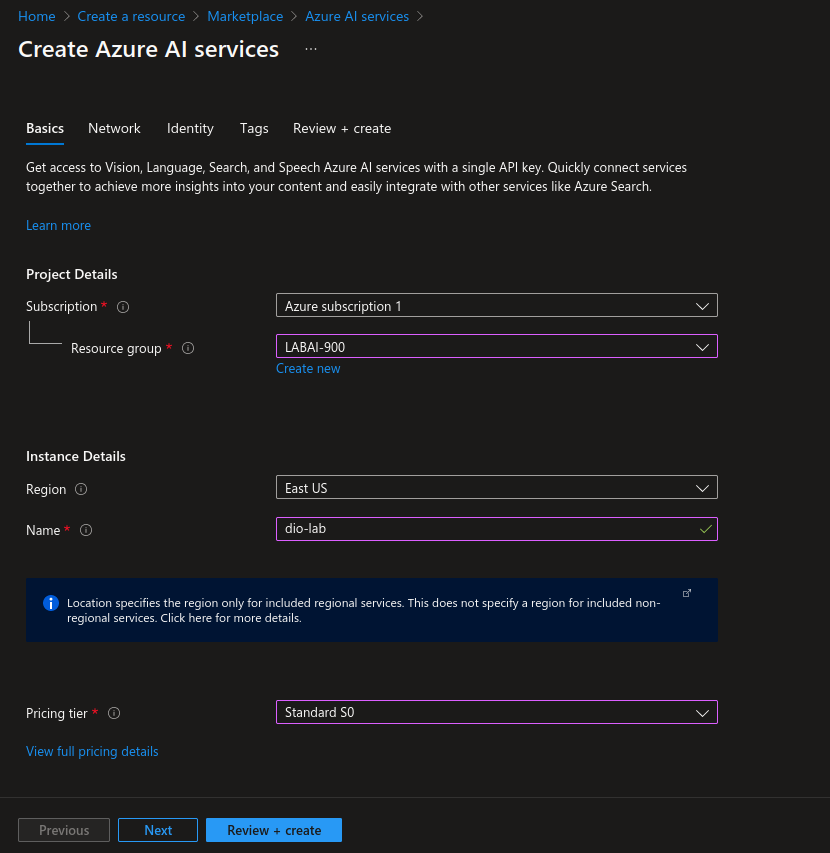 Home > Create a resource > Marketplace > Azure AI services >
Create Azure AI services ...
Basics Network Identity Tags Review + create
Get access to Vision, Language, Search, and Speech Azure AI services with a single API key. Quickly connect services
together to achieve more insights into your content and easily integrate with other services like Azure Search.
Learn more
Project Details
Subscription * Azure subscription 1
Resource group * LABAI-900
Create new
Instance Details
Region East US
Name * dio-lab
Location specifies the region only for included regional services. This does not specify a region for included non-
regional services. Click here for more details.
Pricing tier * Standard S0
View full pricing details
Previous Next Review + create